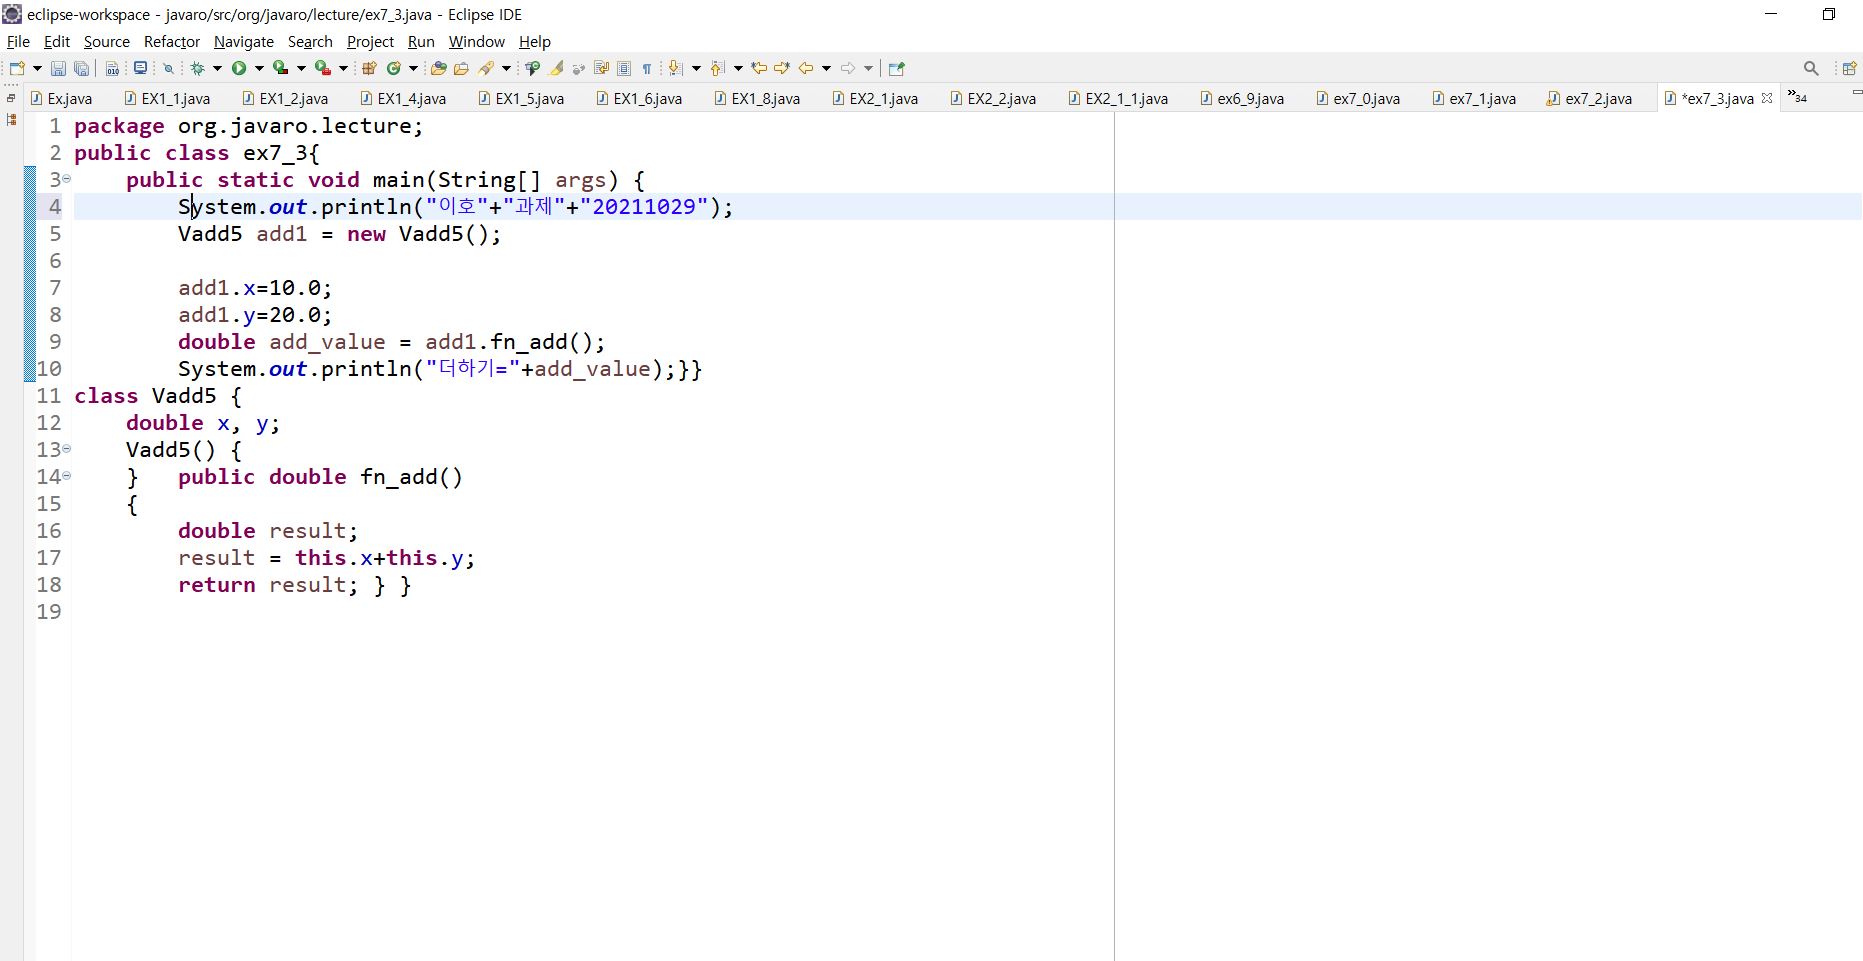 eclipse-workspace - javaro/src/org/javaro/lecture/ex7_3.java - Eclipse IDE
File Edit Source Refactor Navigate Search Project Run Window Help
Ex.java EX1_1.java EX1_2.java EX1_4.java EX1_5.java EX1_6.java EX1_8.java EX2_1.java EX2_2.java EX2_1_1.java ex6_9.java ex7_0.java ex7_1.java ex7_2.java *ex7_3.java »34
1 package org.javaro.lecture;
2 public class ex7_3{
3 public static void main(String[] args) {
4 System.out.println("이호"+"과제"+"20211029");
5 Vadd5 add1 = new Vadd5();
6
7 add1.x=10.0;
8 add1.y=20.0;
9 double add_value = add1.fn_add();
10 System.out.println("더하기="+add_value);}}
11 class Vadd5 {
12 double x, y;
13 Vadd5() {
14 } public double fn_add()
15 {
16 double result;
17 result = this.x+this.y;
18 return result; } }
19